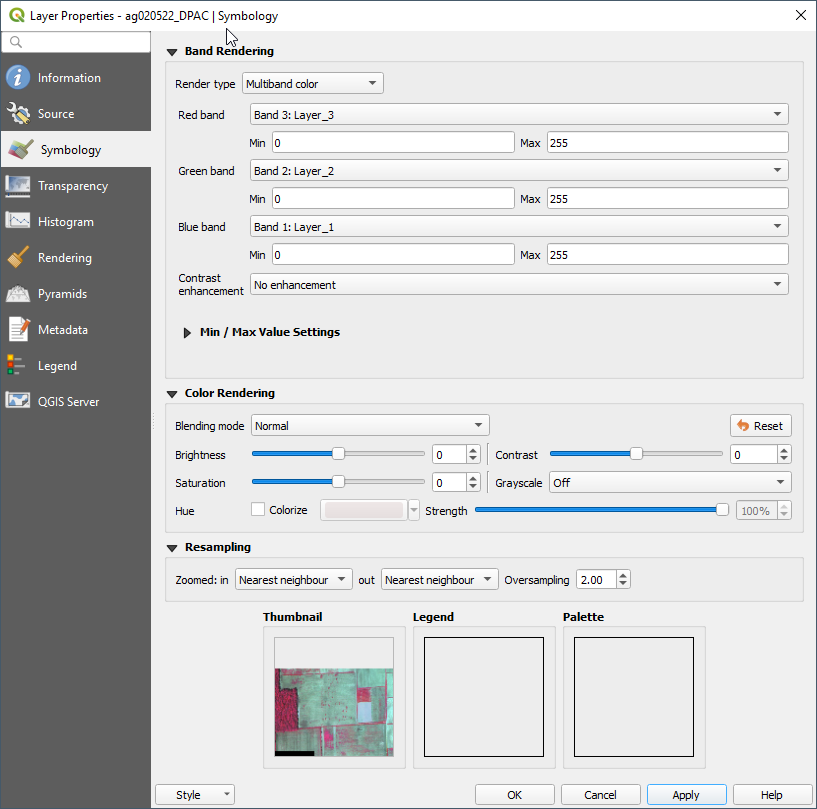 Layer Properties - ag020522_DPAC | Symbology
Information
Source
Symbology
Transparency
Histogram
Rendering
Pyramids
Metadata
Legend
QGIS Server
Band Rendering
Render type Multiband color
Red band Band 3: Layer_3
Min 0 Max 255
Green band Band 2: Layer_2
Min 0 Max 255
Blue band Band 1: Layer_1
Min 0 Max 255
Contrast
enhancement No enhancement
Min / Max Value Settings
Color Rendering
Blending mode Normal Reset
Brightness 0 Contrast 0
Saturation 0 Grayscale Off
Hue Colorize Strength 100%
Resampling
Zoomed: in Nearest neighbour out Nearest neighbour Oversampling 2.00
Thumbnail Legend Palette
Style OK Cancel Apply Help